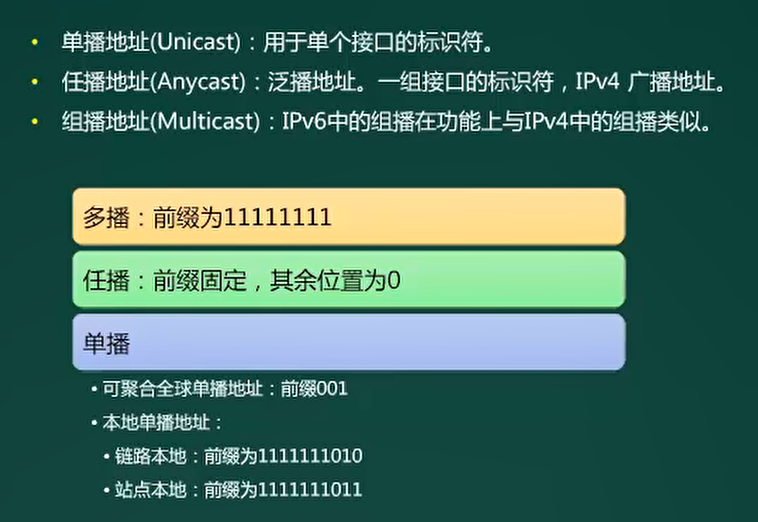 • 单播地址(Unicast)：用于单个接口的标识符。
• 任播地址(Anycast)：泛播地址。一组接口的标识符，IPv4 广播地址。
• 组播地址(Multicast)：IPv6中的组播在功能上与IPv4中的组播类似。
多播：前缀为11111111
任播：前缀固定，其余位置为0
单播
• 可聚合全球单播地址：前缀001
• 本地单播地址：
• 链路本地：前缀为1111111010
• 站点本地：前缀为1111111011